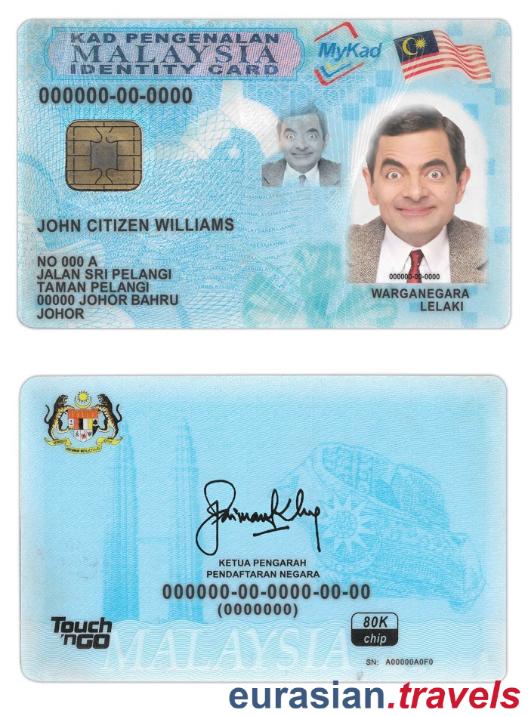 KAD PENGENALAN
MALAYSIA
IDENTITY CARD
MyKad
000000-00-0000
JOHN CITIZEN WILLIAMS
NO 000 A
JALAN SRI PELANGI
TAMAN PELANGI
00000 JOHOR BAHRU
JOHOR
000000-00-0000
WARGANEGARA
LELAKI
KETUA PENGARAH
PENDAFTARAN NEGARA
000000-00-0000-00-00
(0000000)
Touch
'nGO
80K
chip
MALAYSIA
SN: A00000A0F0
eurasian.travels